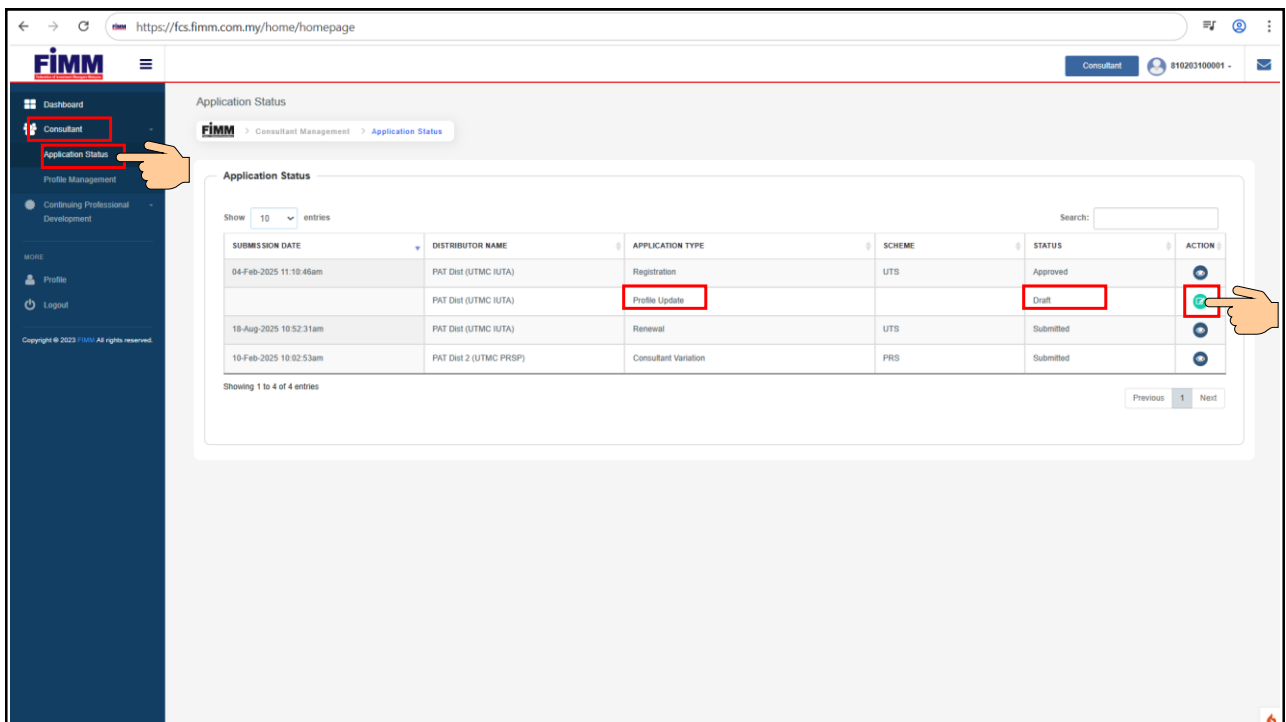 https://fcs.fimm.com.my/home/homepage
FiMM
Consultant
810203100001
Dashboard
Consultant
Application Status
Profile Management
Continuing Professional
Development
MORE
Profile
Logout
Copyright © 2023 FIMM All rights reserved.
Application Status
FiMM > Consultant Management > Application Status
Application Status
Show 10 entries
Search:
SUBMISSION DATE DISTRIBUTOR NAME APPLICATION TYPE SCHEME STATUS ACTION
04-Feb-2025 11:10:46am PAT Dist (UTMC IUTA) Registration UTS Approved
PAT Dist (UTMC IUTA) Profile Update Draft
18-Aug-2025 10:52:31am PAT Dist (UTMC IUTA) Renewal UTS Submitted
10-Feb-2025 10:02:53am PAT Dist 2 (UTMC PRSP) Consultant Variation PRS Submitted
Showing 1 to 4 of 4 entries
Previous 1 Next